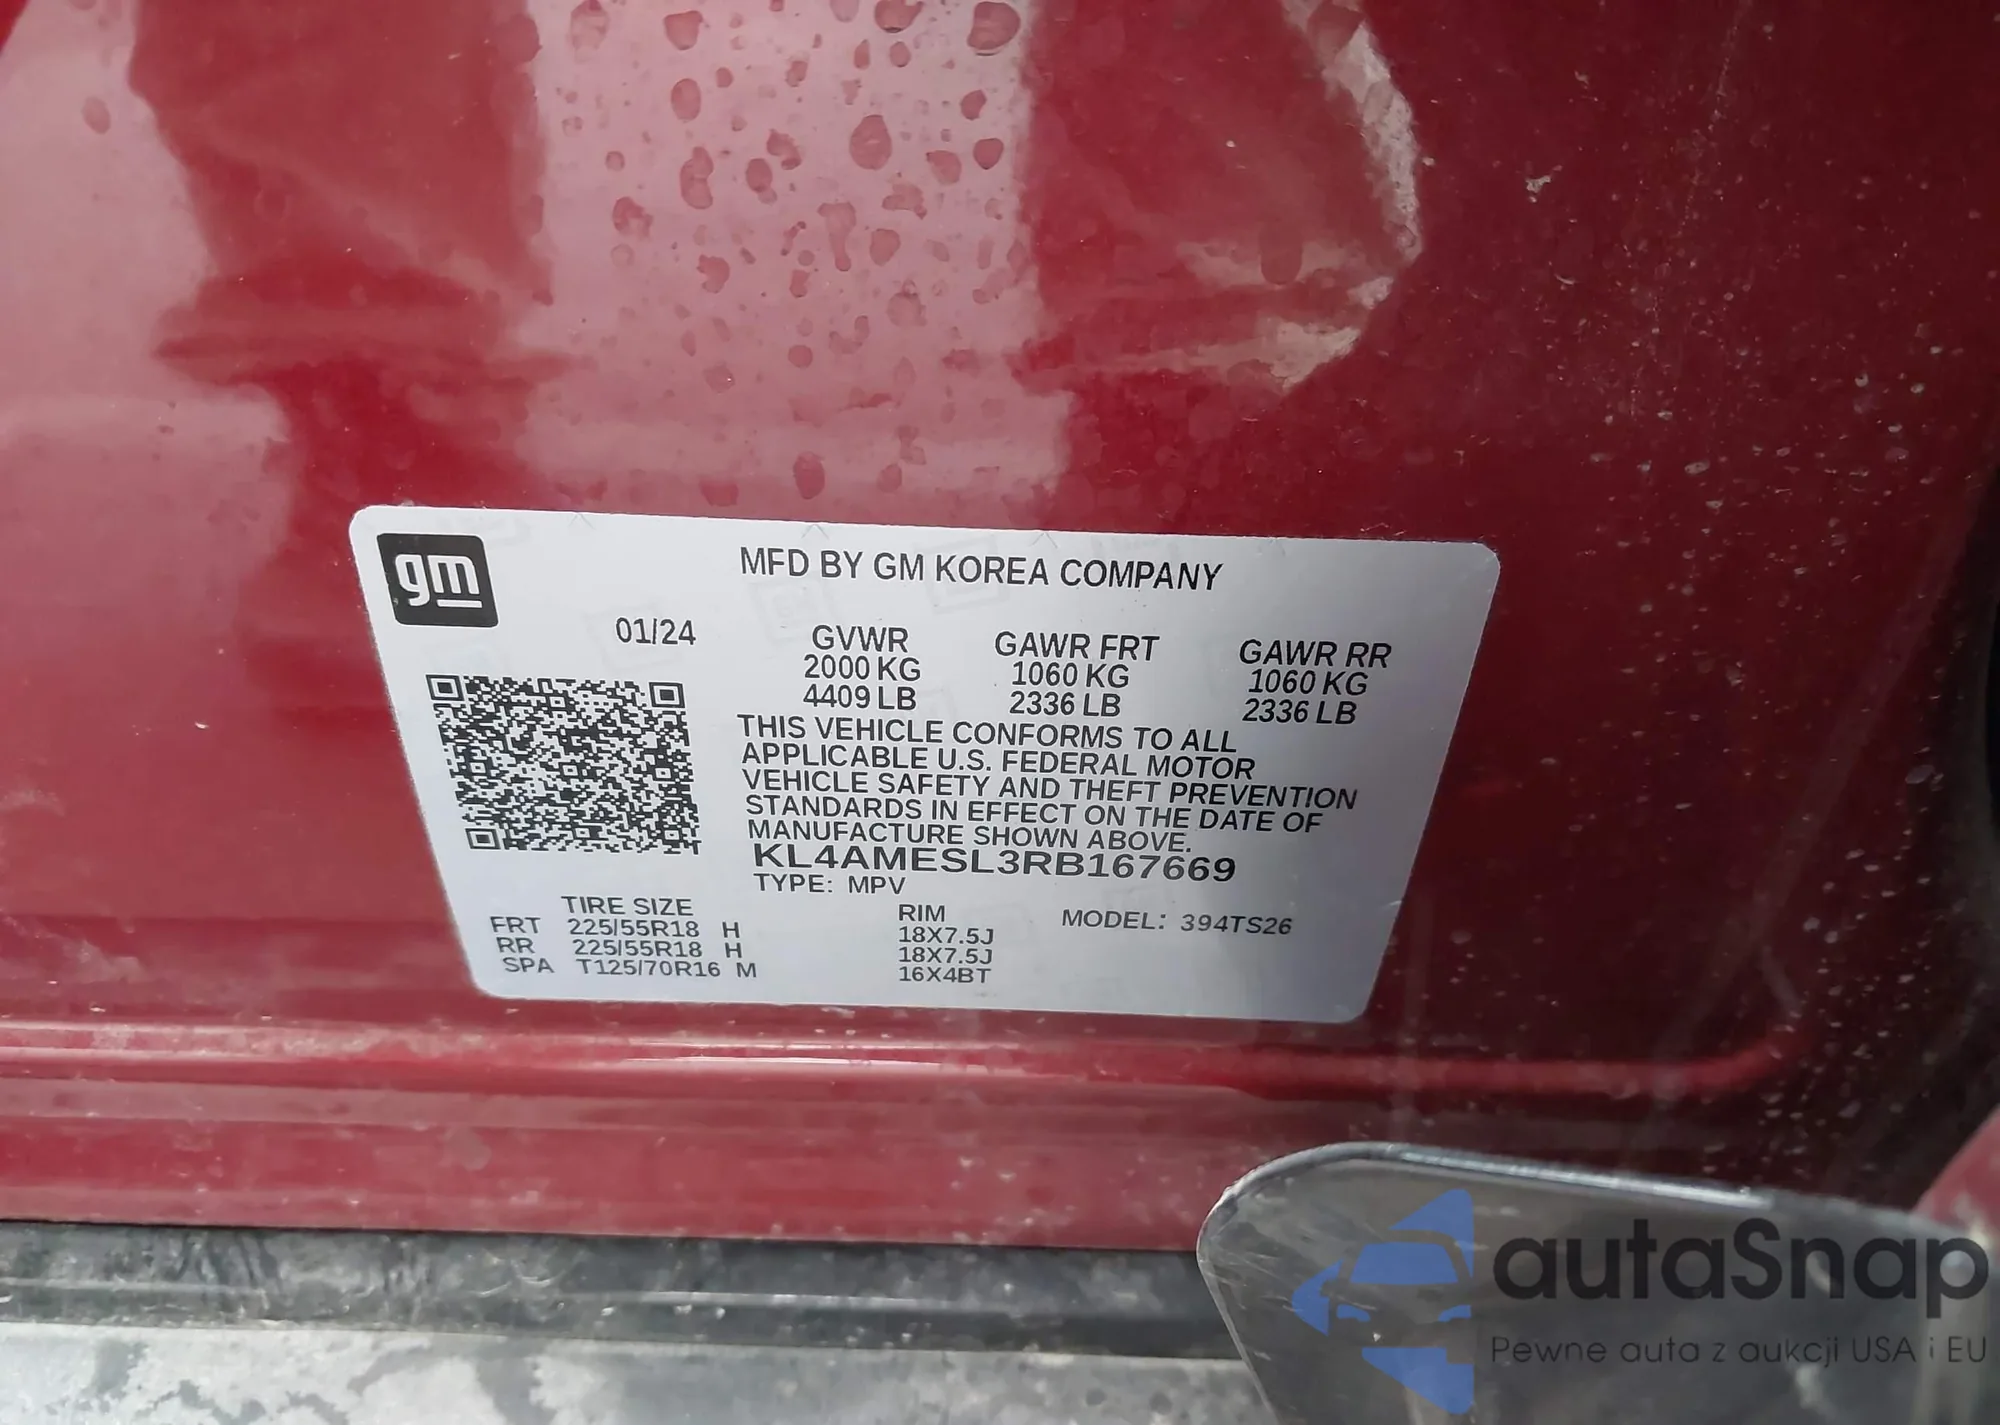 gm
MFD BY GM KOREA COMPANY
01/24
GVWR GAWR FRT GAWR RR
2000 KG 1060 KG 1060 KG
4409 LB 2336 LB 2336 LB
THIS VEHICLE CONFORMS TO ALL
APPLICABLE U.S. FEDERAL MOTOR
VEHICLE SAFETY AND THEFT PREVENTION
STANDARDS IN EFFECT ON THE DATE OF
MANUFACTURE SHOWN ABOVE.
KL4AMESL3RB167669
TYPE: MPV
TIRE SIZE RIM MODEL: 394TS26
FRT 225/55R18 H 18X7.5J
RR 225/55R18 H 18X7.5J
SPA T125/70R16 M 16X4BT
autaSnap
Pewne auta z aukcji USA i EU